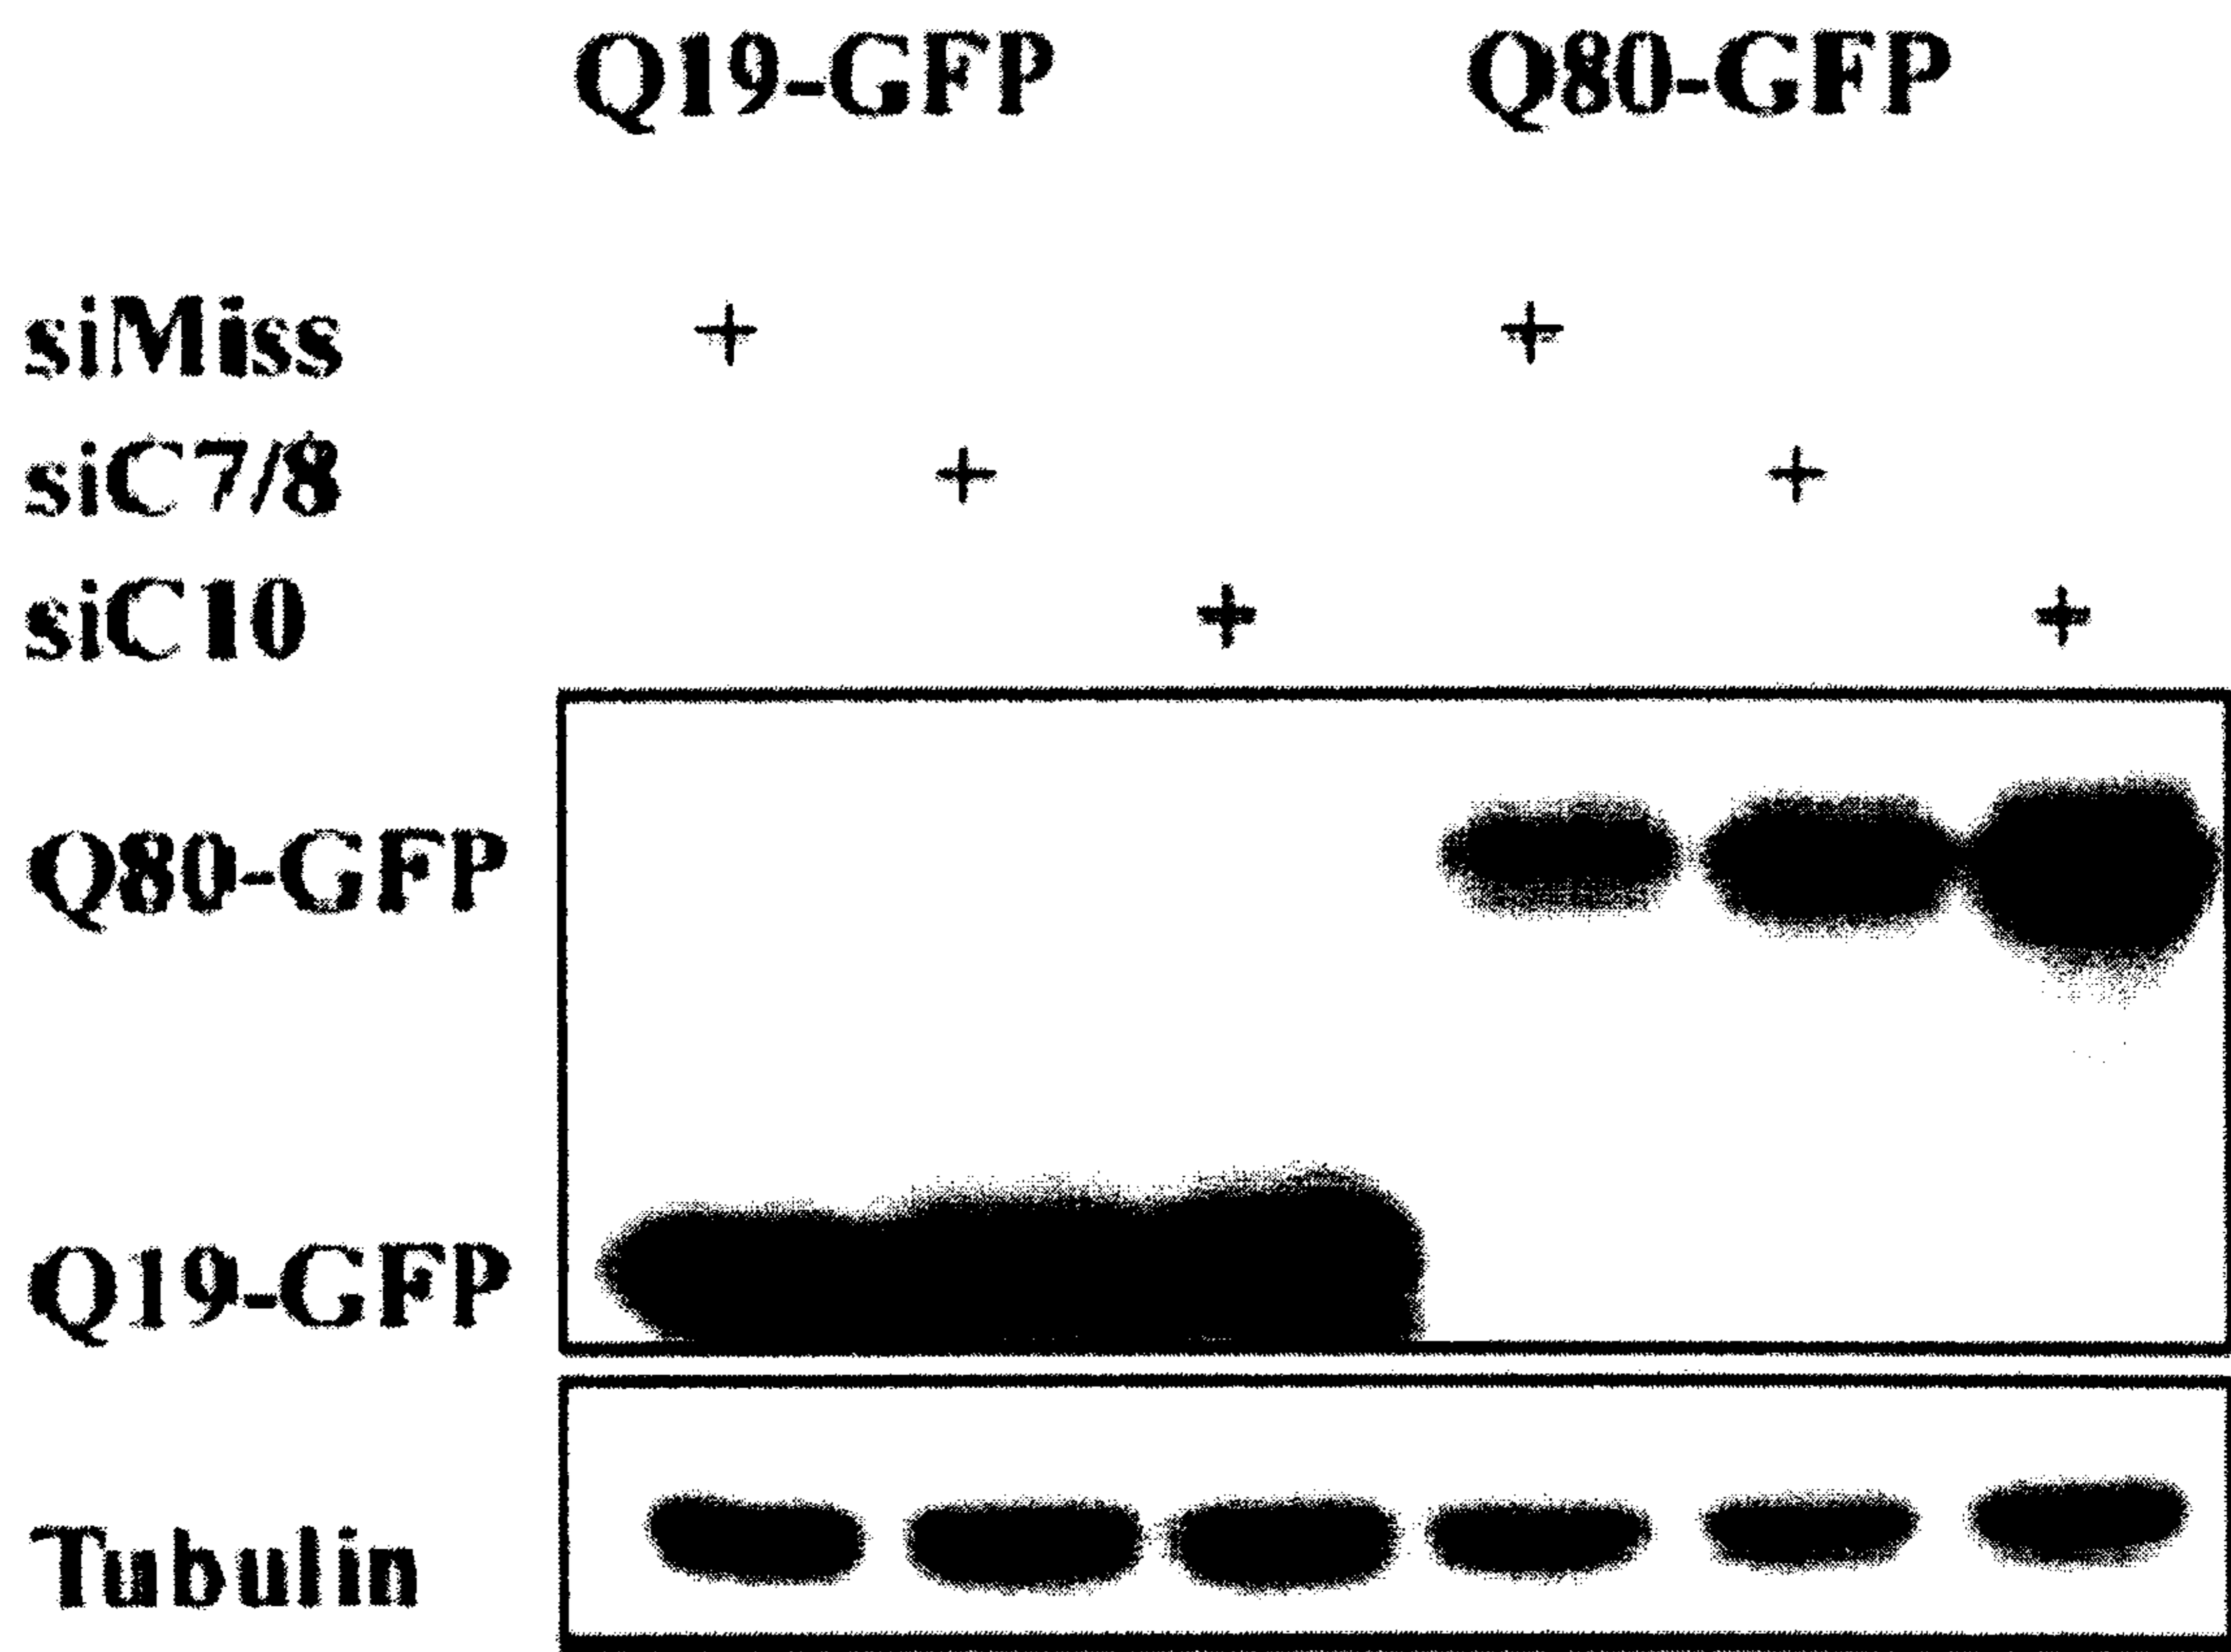 Q19-GFP Q80-GFP
siMiss + +
siC7/8 + +
siC10 + +
Q80-GFP
Q19-GFP
Tubulin